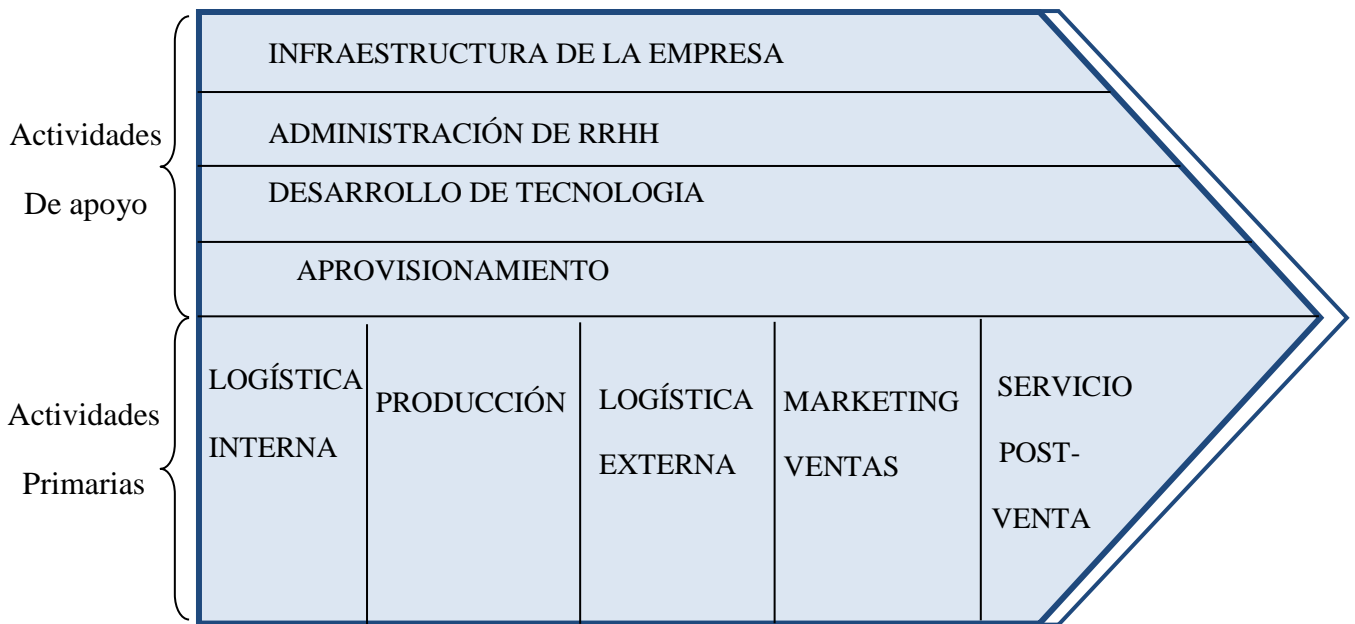 INFRAESTRUCTURA DE LA EMPRESA
ADMINISTRACIÓN DE RRHH
DESARROLLO DE TECNOLOGIA
APROVISIONAMIENTO
Actividades
De apoyo
LOGÍSTICA
INTERNA
PRODUCCIÓN
LOGÍSTICA
EXTERNA
MARKETING
VENTAS
SERVICIO
POST-
VENTA
Actividades
Primarias